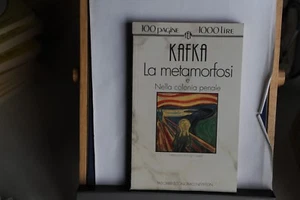 100 PAGINE 1000 LIRE
KAFKA
La metamorfosi
e
Nella colonia penale